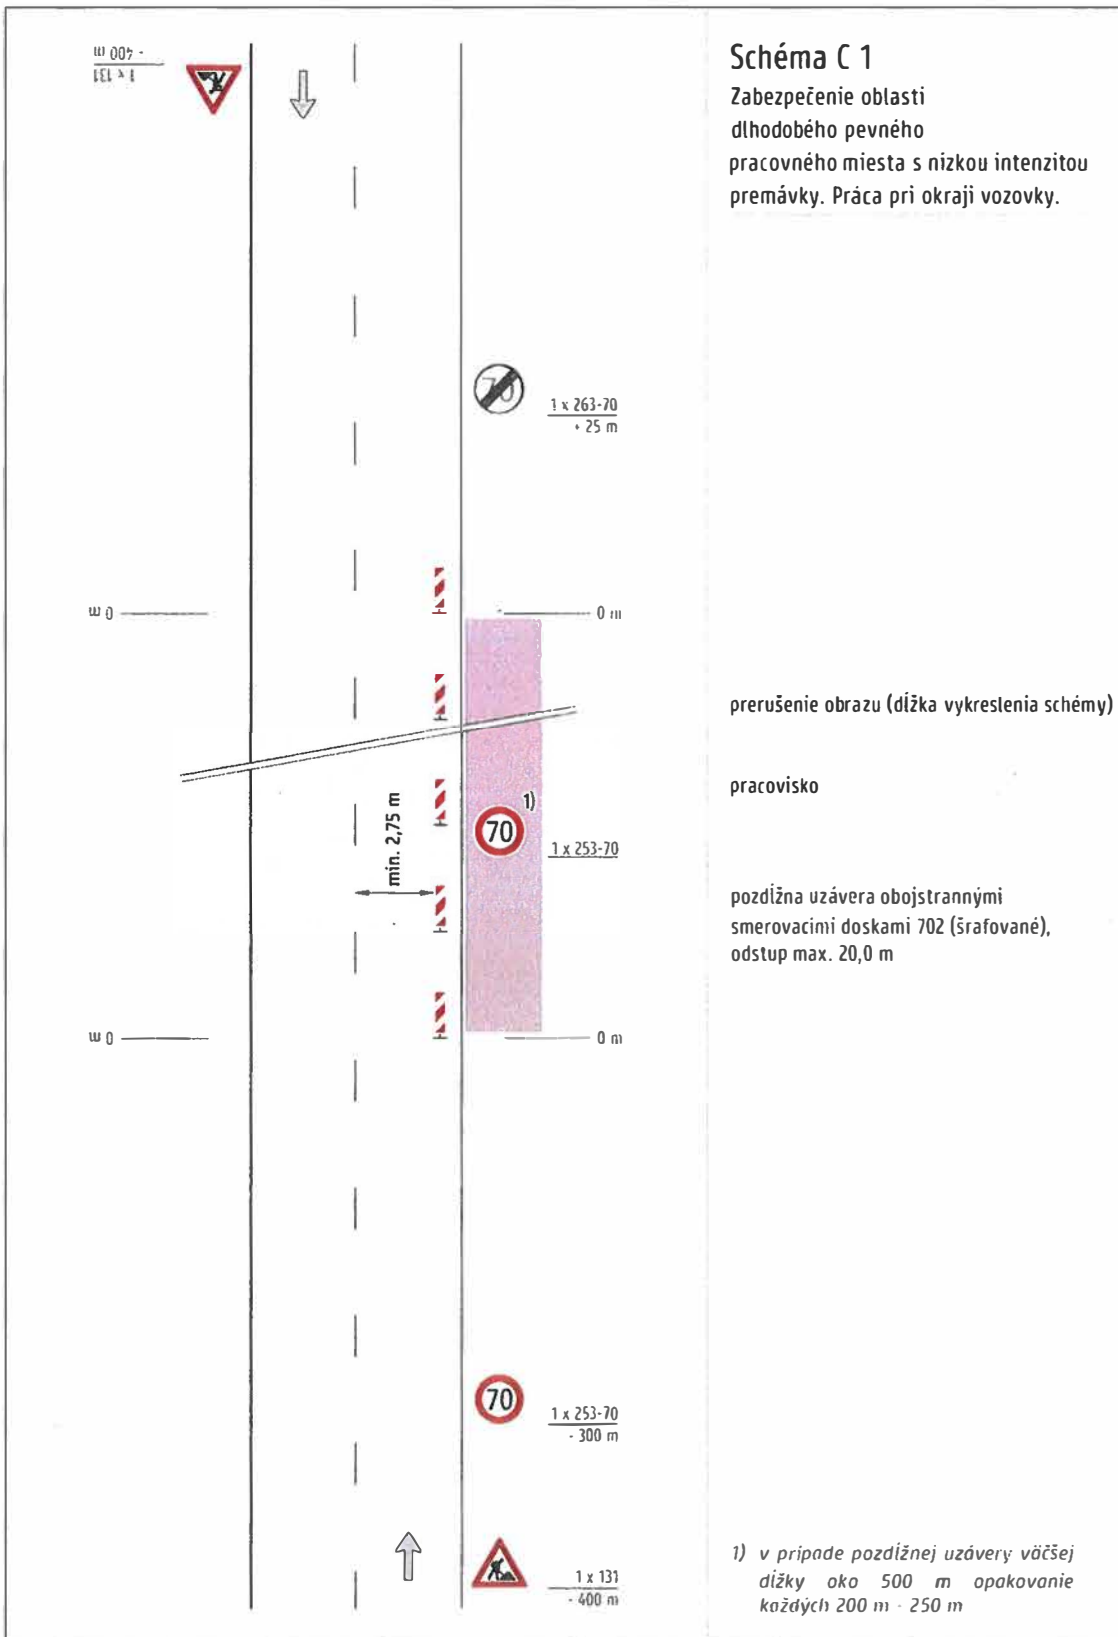 Schéma C 1
Zabezpečenie oblasti
dlhodobého pevného
pracovného miesta s nízkou intenzitou
premávky. Práca pri okraji vozovky.
1 x 131
- 400 m
70
1 x 263-70
+ 25 m
0 m
0 m
prerušenie obrazu (dĺžka vykreslenia schémy)
pracovisko
1)
70
1 x 253-70
min. 2,75 m
pozdĺžna uzávera obojstrannými
smerovacími doskami 702 (šrafované),
odstup max. 20,0 m
0 m
0 m
70
1 x 253-70
- 300 m
1 x 131
- 400 m
1) v prípade pozdĺžnej uzávery väčšej
dĺžky oko 500 m opakovanie
každých 200 m - 250 m